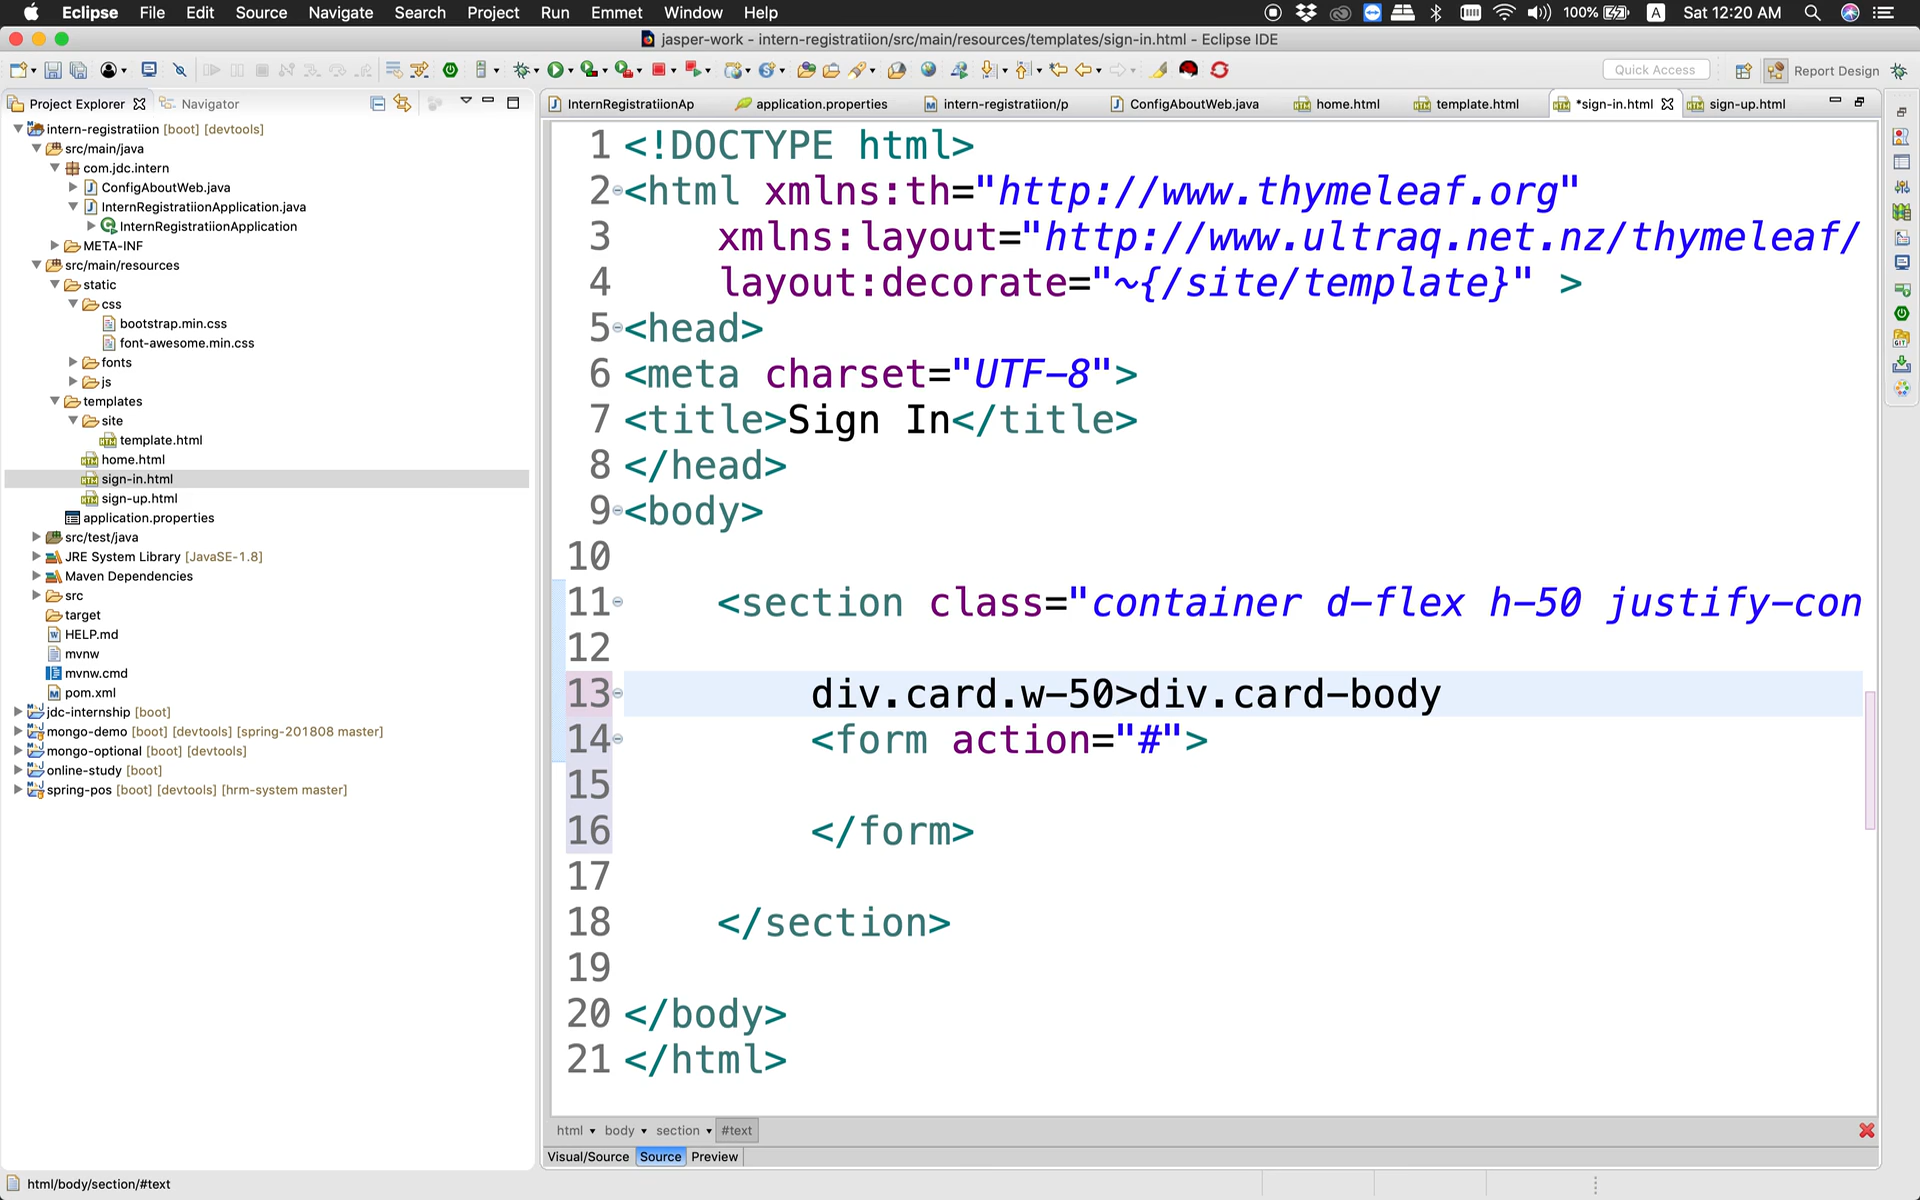 Eclipse File Edit Source Navigate Search Project Run Emmet Window Help 100% A Sat 12:20 AM
jasper-work - intern-registratiion/src/main/resources/templates/sign-in.html - Eclipse IDE
Quick Access Report Design
Project Explorer Navigator
InternRegistratiionAp application.properties intern-registratiion/p ConfigAboutWeb.java home.html template.html *sign-in.html sign-up.html
intern-registratiion [boot] [devtools]
src/main/java
com.jdc.intern
ConfigAboutWeb.java
InternRegistratiionApplication.java
InternRegistratiionApplication
META-INF
src/main/resources
static
css
bootstrap.min.css
font-awesome.min.css
fonts
js
templates
site
template.html
home.html
sign-in.html
sign-up.html
application.properties
src/test/java
JRE System Library [JavaSE-1.8]
Maven Dependencies
src
target
HELP.md
mvnw
mvnw.cmd
pom.xml
jdc-internship [boot]
mongo-demo [boot] [devtools] [spring-201808 master]
mongo-optional [boot] [devtools]
online-study [boot]
spring-pos [boot] [devtools] [hrm-system master]
1 <!DOCTYPE html>
2 <html xmlns:th="http://www.thymeleaf.org"
3 xmlns:layout="http://www.ultraq.net.nz/thymeleaf/
4 layout:decorate="~{/site/template}" >
5 <head>
6 <meta charset="UTF-8">
7 <title>Sign In</title>
8 </head>
9 <body>
10
11 <section class="container d-flex h-50 justify-con
12
13 div.card.w-50>div.card-body
14 <form action="#">
15
16 </form>
17
18 </section>
19
20 </body>
21 </html>
html body section #text
Visual/Source Source Preview
html/body/section/#text